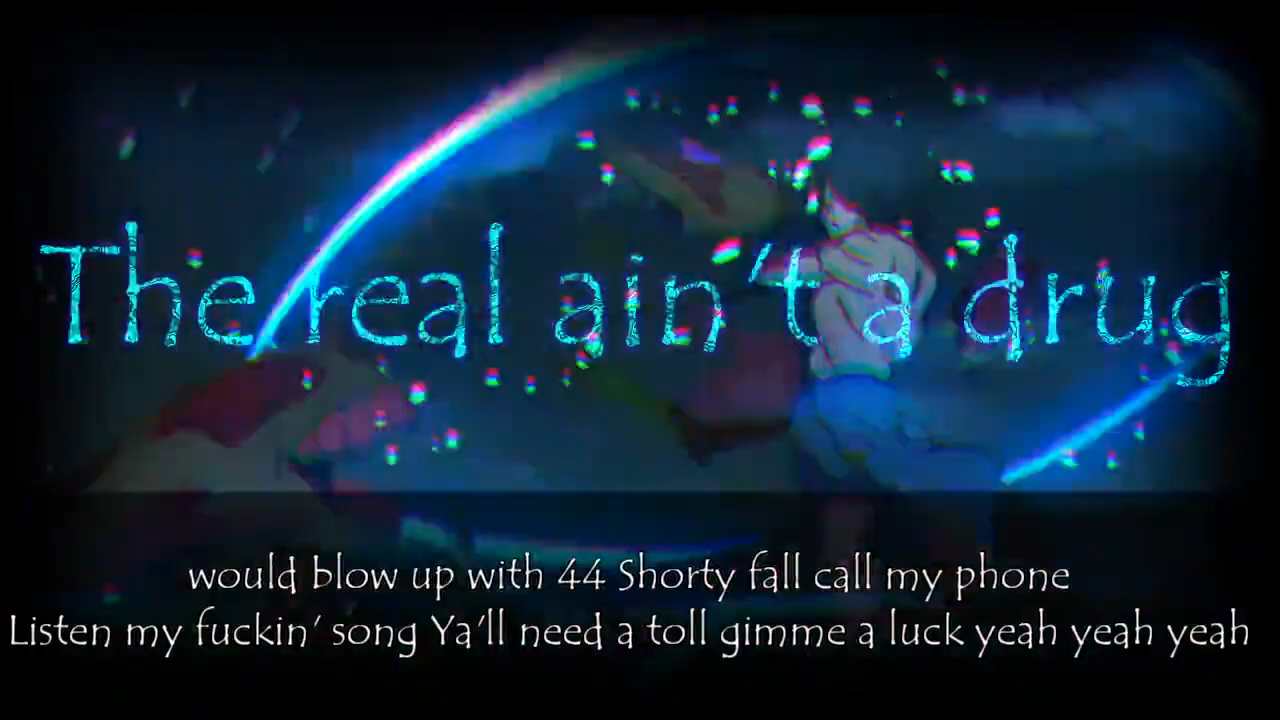 The real ain't a drug
would blow up with 44 Shorty fall call my phone
Listen my fuckin' song Ya'll need a toll gimme a luck yeah yeah yeah